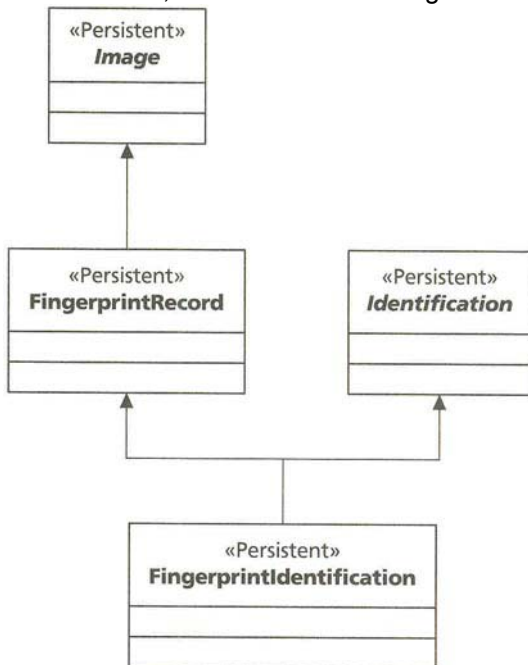 «Persistent»
Image
«Persistent»
FingerprintRecord
«Persistent»
Identification
«Persistent»
FingerprintIdentification